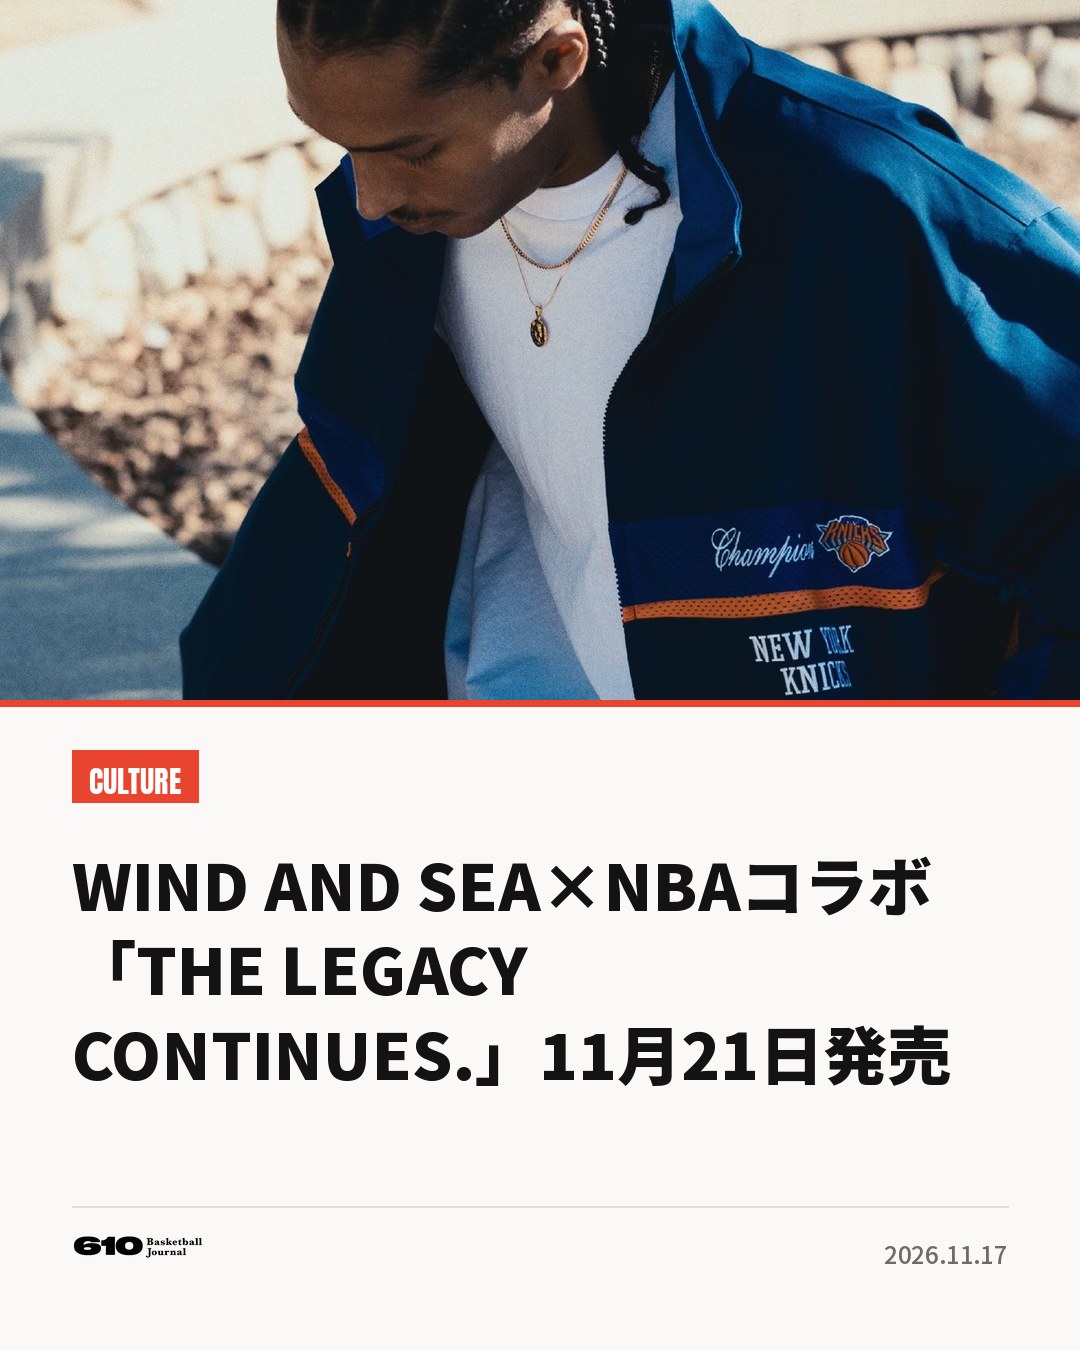 Champion KNICKS
NEW YORK
KNICKS
CULTURE
WIND AND SEA×NBAコラボ
「THE LEGACY
CONTINUES.」11月21日発売
610 Basketball
Journal
2026.11.17